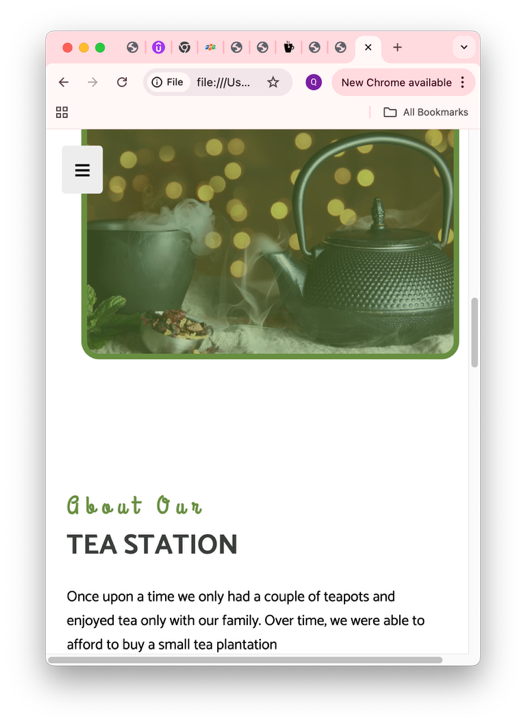 File
file:///Us...
Q
New Chrome available
All Bookmarks
About Our
TEA STATION
Once upon a time we only had a couple of teapots and
enjoyed tea only with our family. Over time, we were able to
afford to buy a small tea plantation